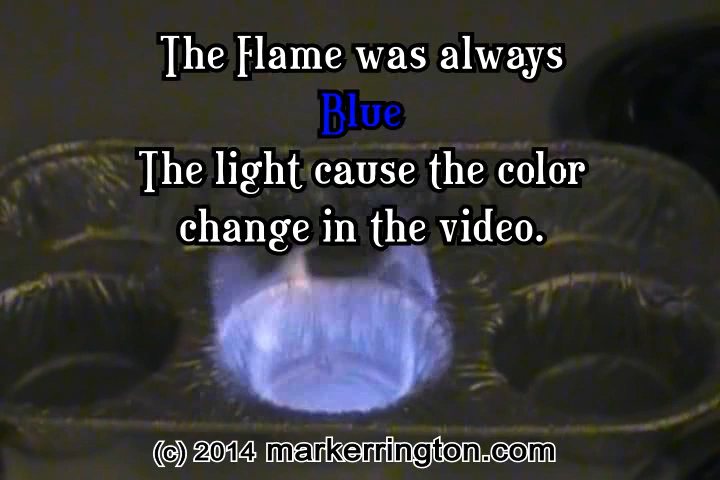 The Flame was always
Blue
The light cause the color
change in the video.
(c) 2014 markerrington.com